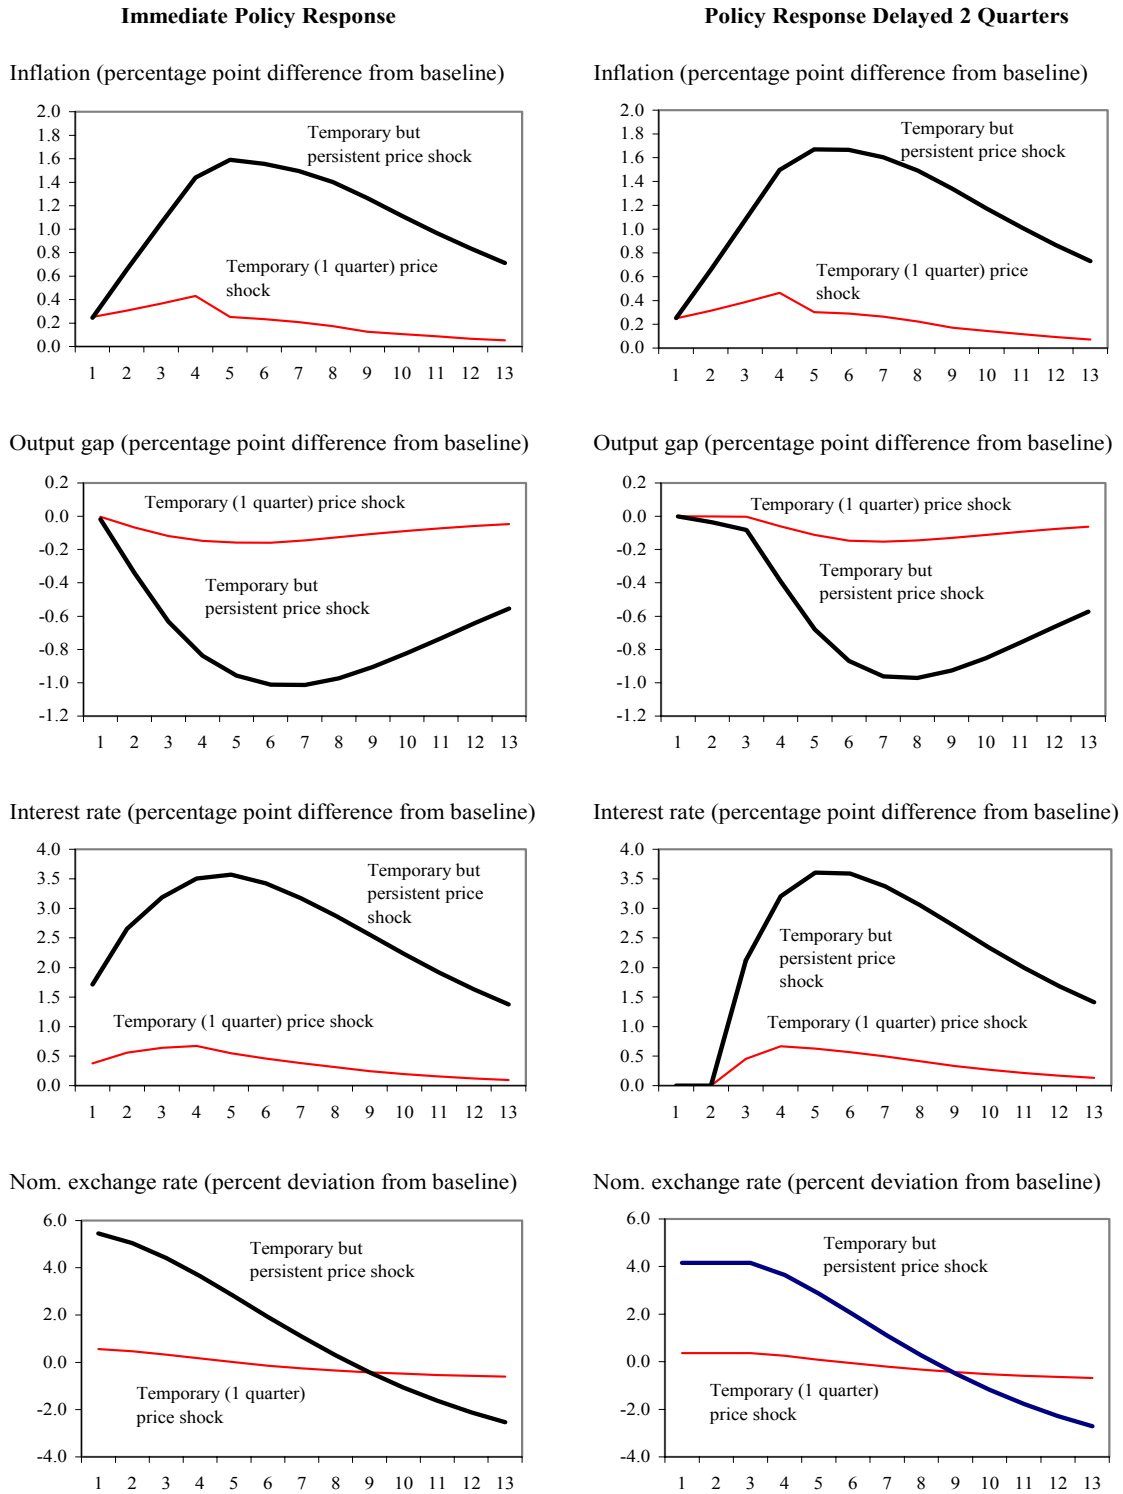 Immediate Policy Response
Policy Response Delayed 2 Quarters
Inflation (percentage point difference from baseline)
2.0
1.8
1.6
1.4
1.2
1.0
0.8
0.6
0.4
0.2
0.0
Temporary but
persistent price shock
Temporary (1 quarter) price
shock
1 2 3 4 5 6 7 8 9 10 11 12 13
Inflation (percentage point difference from baseline)
2.0
1.8
1.6
1.4
1.2
1.0
0.8
0.6
0.4
0.2
0.0
Temporary but
persistent price shock
Temporary (1 quarter) price
shock
1 2 3 4 5 6 7 8 9 10 11 12 13
Output gap (percentage point difference from baseline)
0.2
0.0
-0.2
-0.4
-0.6
-0.8
-1.0
-1.2
Temporary (1 quarter) price shock
Temporary but
persistent price shock
1 2 3 4 5 6 7 8 9 10 11 12 13
Output gap (percentage point difference from baseline)
0.2
0.0
-0.2
-0.4
-0.6
-0.8
-1.0
-1.2
Temporary (1 quarter) price shock
Temporary but
persistent price shock
1 2 3 4 5 6 7 8 9 10 11 12 13
Interest rate (percentage point difference from baseline)
4.0
3.5
3.0
2.5
2.0
1.5
1.0
0.5
0.0
Temporary but
persistent price
shock
Temporary (1 quarter) price shock
1 2 3 4 5 6 7 8 9 10 11 12 13
Interest rate (percentage point difference from baseline)
4.0
3.5
3.0
2.5
2.0
1.5
1.0
0.5
0.0
Temporary but
persistent price
shock
Temporary (1 quarter) price shock
1 2 3 4 5 6 7 8 9 10 11 12 13
Nom. exchange rate (percent deviation from baseline)
6.0
4.0
2.0
0.0
-2.0
-4.0
Temporary but
persistent price shock
Temporary (1 quarter)
price shock
1 2 3 4 5 6 7 8 9 10 11 12 13
Nom. exchange rate (percent deviation from baseline)
6.0
4.0
2.0
0.0
-2.0
-4.0
Temporary but
persistent price shock
Temporary (1 quarter)
price shock
1 2 3 4 5 6 7 8 9 10 11 12 13